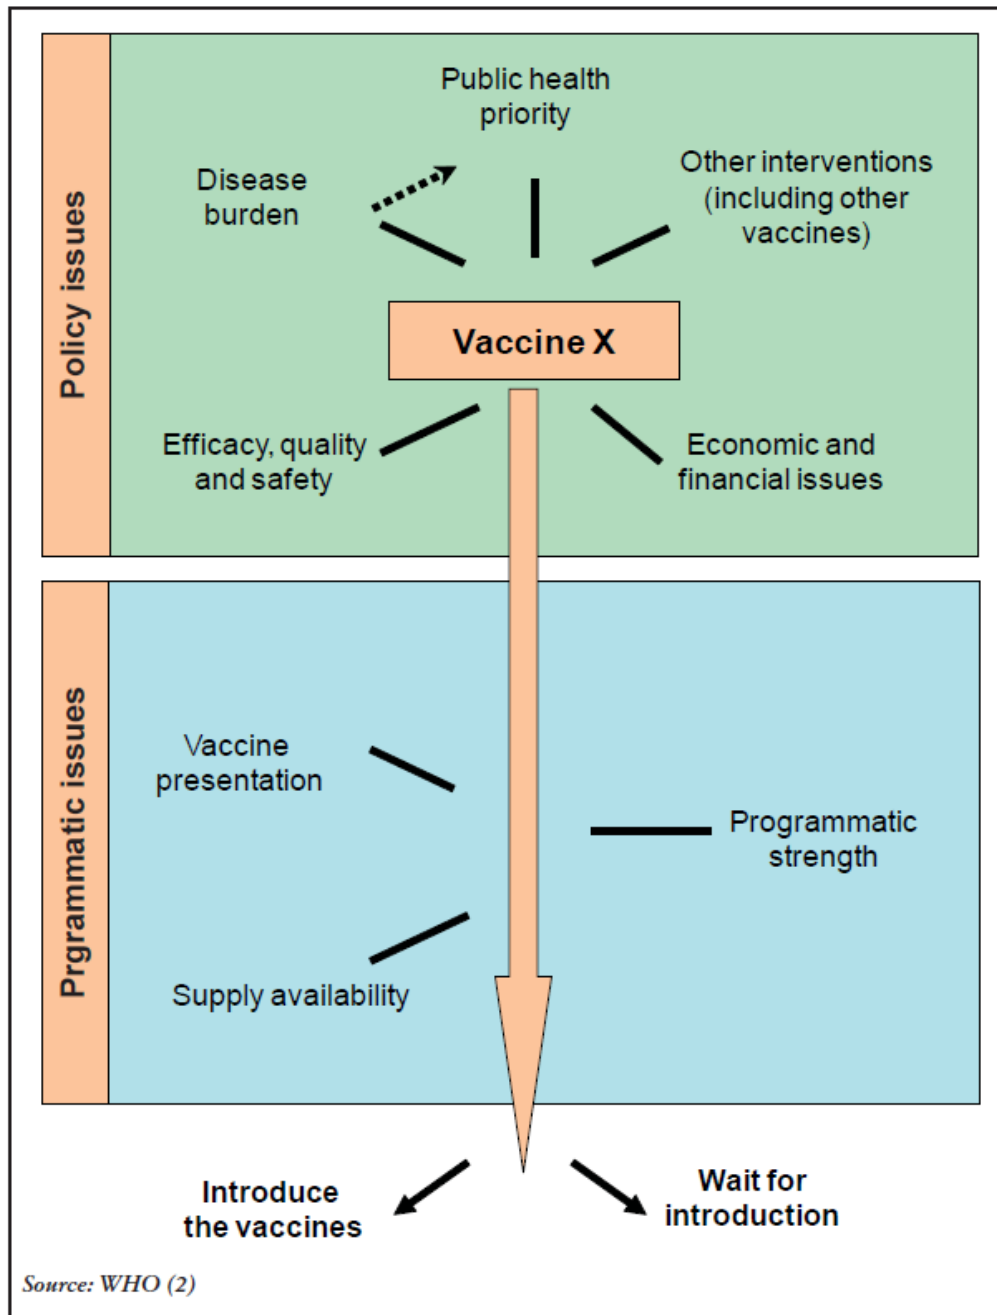 Policy issues
Public health
priority
Disease
burden
Other interventions
(including other
vaccines)
Vaccine X
Efficacy, quality
and safety
Economic and
financial issues
Prgrammatic issues
Vaccine
presentation
Programmatic
strength
Supply availability
Introduce
the vaccines
Wait for
introduction
Source: WHO (2)